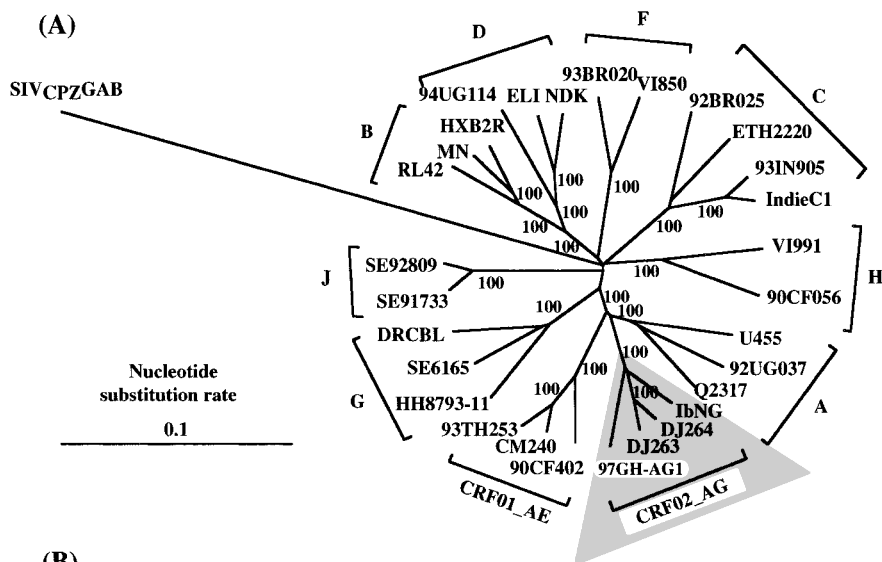 (A)
D
F
SIVCPZGAB
93BR020
VI850
C
94UG114
ELI NDK
92BR025
B
HXB2R
ETH2220
MN
RL42
93IN905
IndieC1
100
100
100
100
100
100
100
100
100
VI991
H
J
SE92809
100
100
SE91733
100
100
90CF056
DRCBL
U455
Nucleotide
substitution rate
SE6165
100
92UG037
100
Q2317
A
G
HH8793-11
100
100
IbNG
0.1
93TH253
DJ264
CM240
DJ263
90CF402
97GH-AG1
CRF01_AE
CRF02_AG
(B)